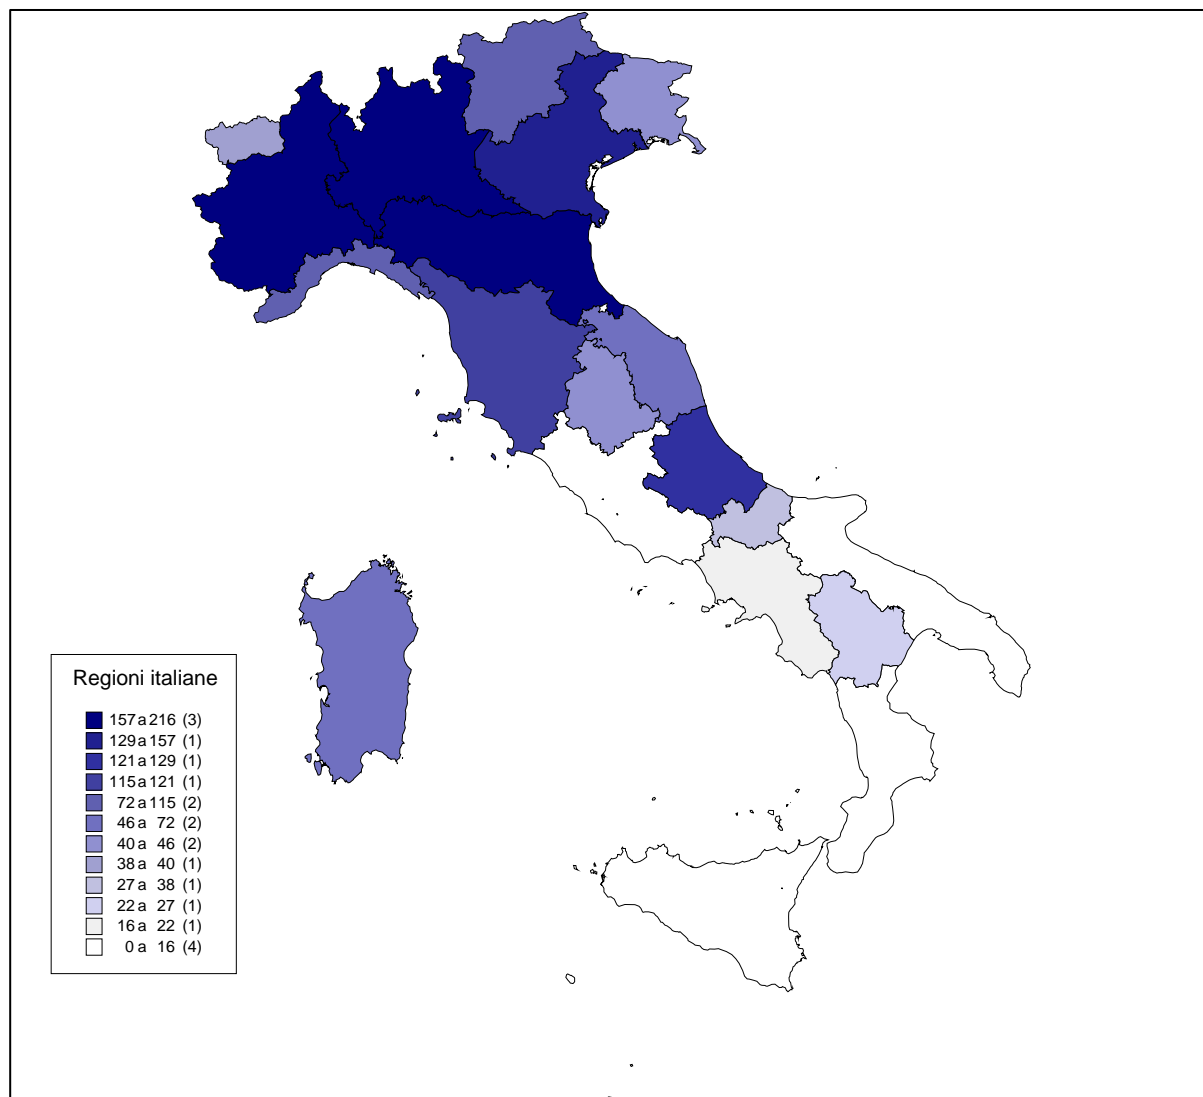 Regioni italiane
157 a 216 (3)
129 a 157 (1)
121 a 129 (1)
115 a 121 (1)
72 a 115 (2)
46 a 72 (2)
40 a 46 (2)
38 a 40 (1)
27 a 38 (1)
22 a 27 (1)
16 a 22 (1)
0 a 16 (4)